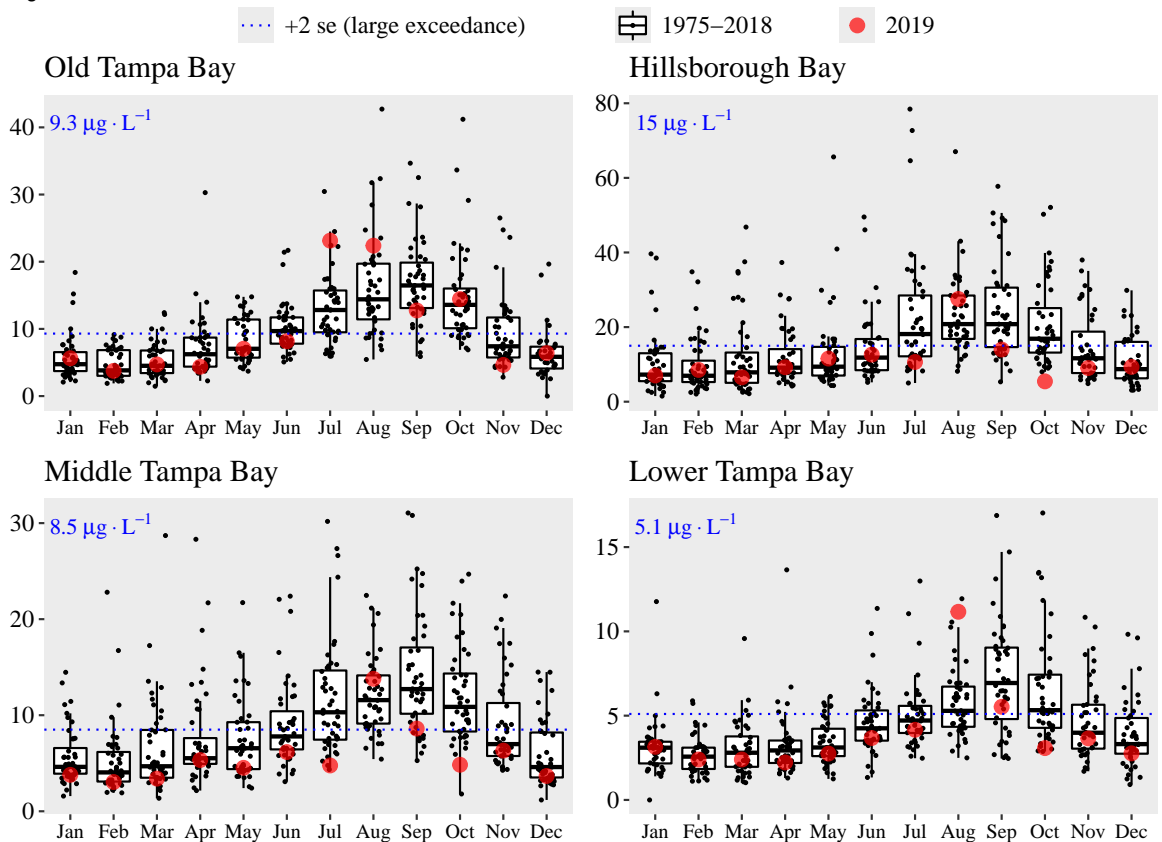 +2 se (large exceedance) 1975−2018 2019
Old Tampa Bay
9.3 μg ⋅ L−1
40
30
20
10
0
Jan Feb Mar Apr May Jun Jul Aug Sep Oct Nov Dec
Hillsborough Bay
15 μg ⋅ L−1
80
60
40
20
0
Jan Feb Mar Apr May Jun Jul Aug Sep Oct Nov Dec
Middle Tampa Bay
8.5 μg ⋅ L−1
30
20
10
0
Jan Feb Mar Apr May Jun Jul Aug Sep Oct Nov Dec
Lower Tampa Bay
5.1 μg ⋅ L−1
15
10
5
0
Jan Feb Mar Apr May Jun Jul Aug Sep Oct Nov Dec